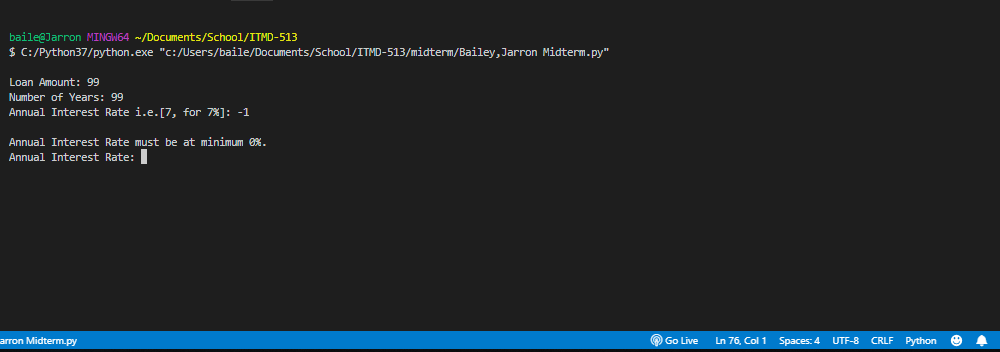 baile@Jarron MINGW64 ~/Documents/School/ITMD-513
$ C:/Python37/python.exe "c:/Users/baile/Documents/School/ITMD-513/midterm/Bailey,Jarron Midterm.py"
Loan Amount: 99
Number of Years: 99
Annual Interest Rate i.e.[7, for 7%]: -1
Annual Interest Rate must be at minimum 0%.
Annual Interest Rate:
arron Midterm.py Go Live Ln 76, Col 1 Spaces: 4 UTF-8 CRLF Python